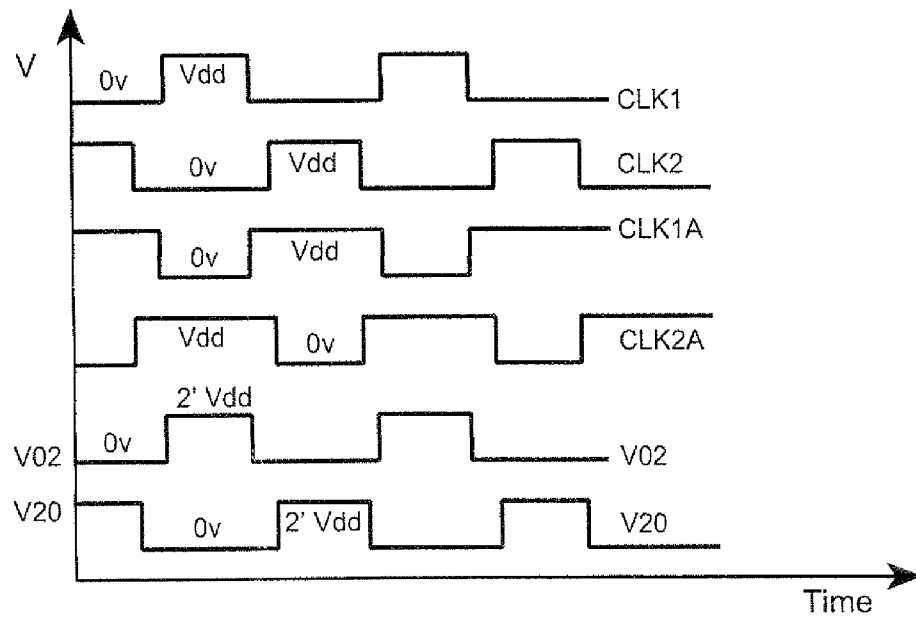 V
0v
Vdd
CLK1
0v
Vdd
CLK2
0v
Vdd
CLK1A
Vdd
0v
CLK2A
2' Vdd
0v
V02
V02
V20
0v
2' Vdd
V20
Time